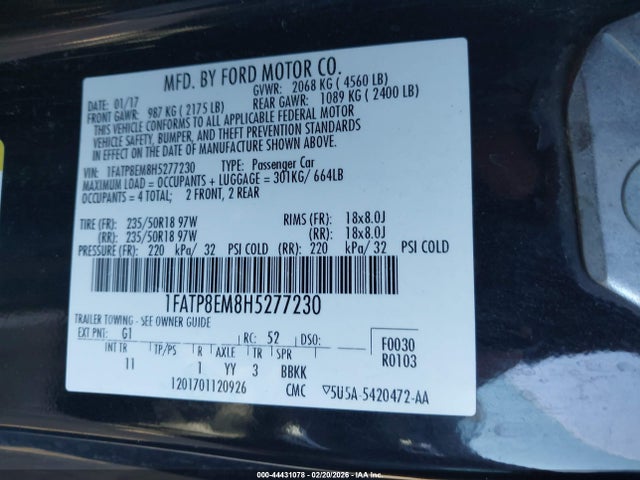 MFD. BY FORD MOTOR CO.
DATE: 01/17 GVWR: 2068 KG ( 4560 LB)
FRONT GAWR: 987 KG ( 2175 LB) REAR GAWR: 1089 KG ( 2400 LB)
THIS VEHICLE CONFORMS TO ALL APPLICABLE FEDERAL MOTOR
VEHICLE SAFETY, BUMPER, AND THEFT PREVENTION STANDARDS
IN EFFECT ON THE DATE OF MANUFACTURE SHOWN ABOVE.
VIN: 1FATP8EM8H5277230 TYPE: Passenger Car
MAXIMUM LOAD = OCCUPANTS + LUGGAGE = 301KG/ 664LB
OCCUPANTS = 4 TOTAL; 2 FRONT, 2 REAR
TIRE (FR): 235/50R18 97W RIMS (FR): 18x8.0J
(RR): 235/50R18 97W (RR): 18x8.0J
PRESSURE (FR): 220 kPa/ 32 PSI COLD (RR): 220 kPa/ 32 PSI COLD
1FATP8EM8H5277230
TRAILER TOWING - SEE OWNER GUIDE
EXT PNT: G1 RC: 52 DSO: F0030
R0103
INT TR TP/PS R AXLE TR SPR
11 1 YY 3 BBKK
1201701120926 CMC ▽5U5A-5420472-AA
000-44431078 - 02/20/2026 - IAA Inc.